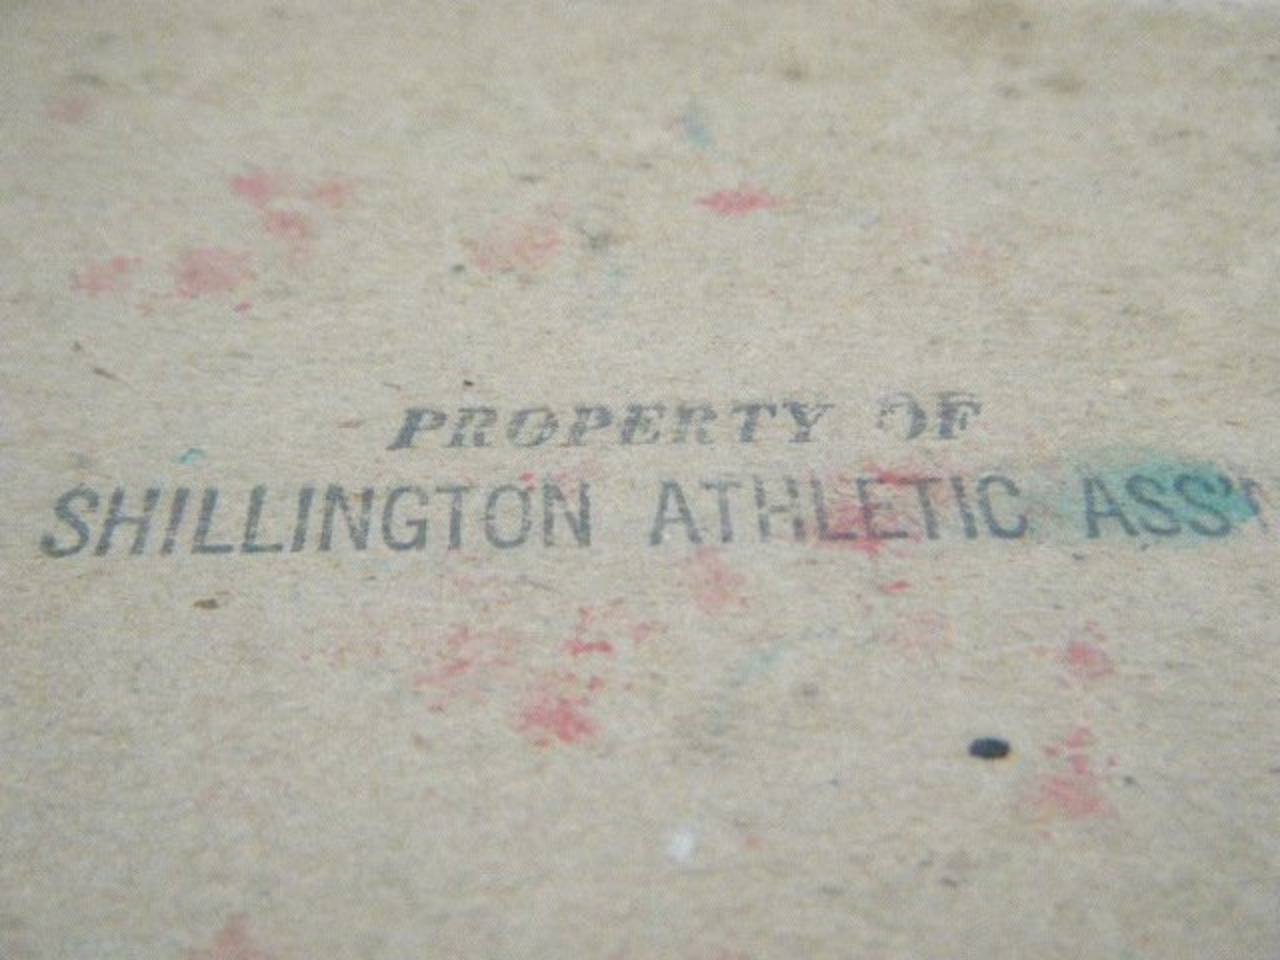 PROPERTY OF
SHILLINGTON ATHLETIC ASS'